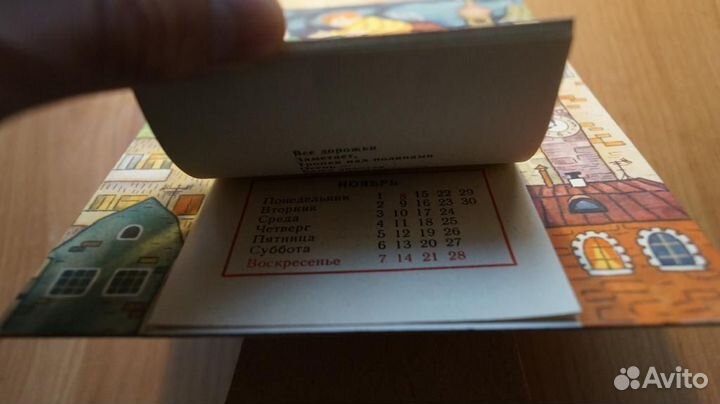 Все дорожки
Заметает,
НОЯБРЬ
Понедельник 1 8 15 22 29
Вторник 2 9 16 23 30
Среда 3 10 17 24
Четверг 4 11 18 25
Пятница 5 12 19 26
Суббота 6 13 20 27
Воскресенье 7 14 21 28
Avito